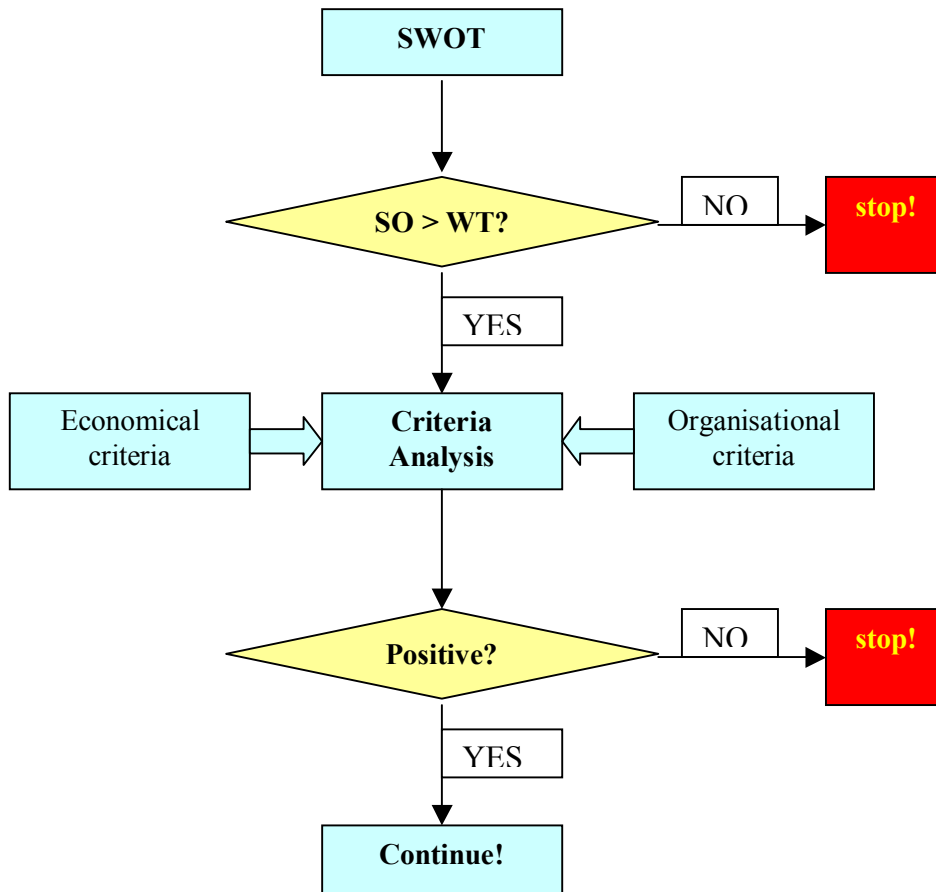 SWOT
SO > WT?
NO
stop!
YES
Economical
criteria
Criteria
Analysis
Organisational
criteria
Positive?
NO
stop!
YES
Continue!